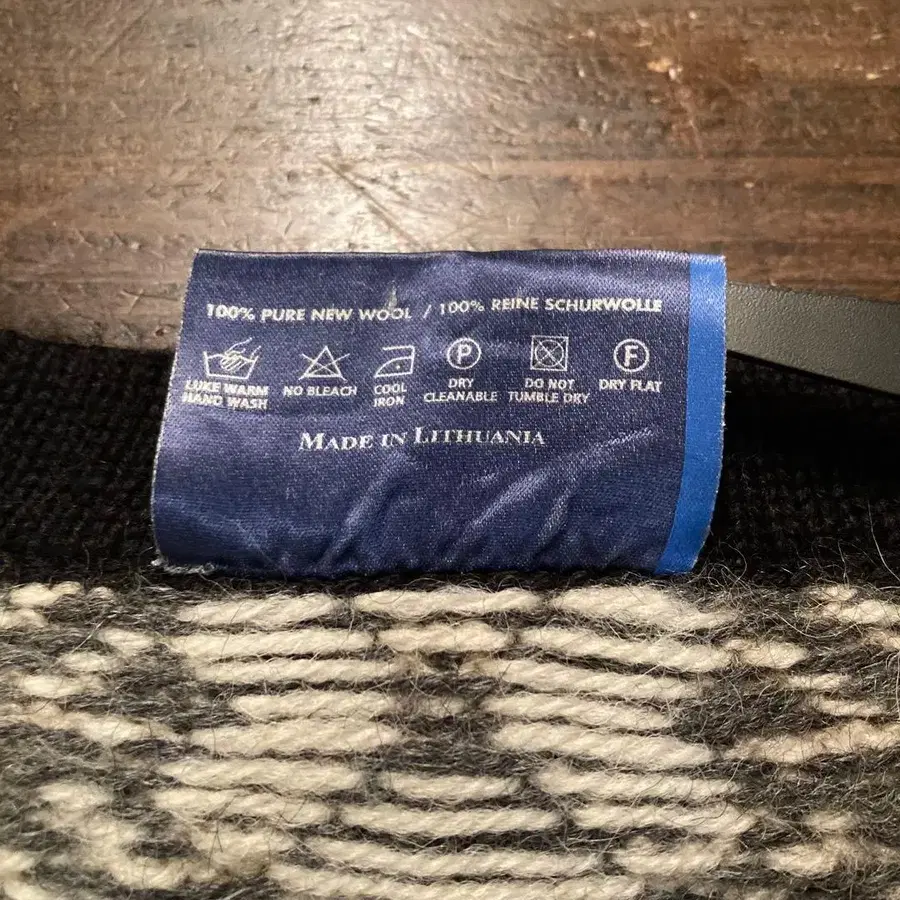 100% PURE NEW WOOL / 100% REINE SCHURWOLLE
P F
LUKE WARM HAND WASH NO BLEACH COOL IRON DRY CLEANABLE DO NOT TUMBLE DRY DRY FLAT
MADE IN LITHUANIA